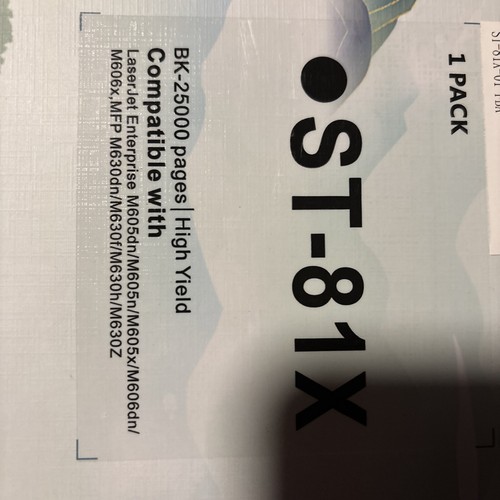 1 PACK
●ST-81X
BK-25000 pages| High Yield
Compatible with
LaserJet Enterprise M605dn/M605n/M605x/M606dn/
M606x,MFP M630dn/M630f/M630h/M630Z